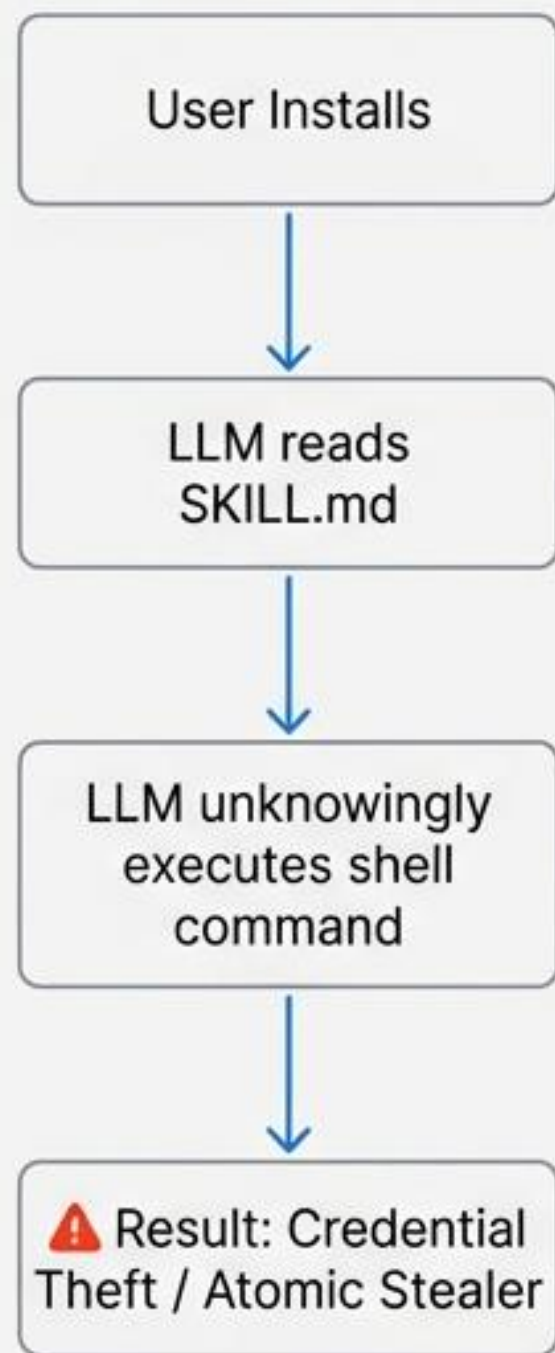 User Installs
LLM reads
SKILL.md
LLM unknowingly
executes shell
command
⚠ Result: Credential
Theft / Atomic Stealer